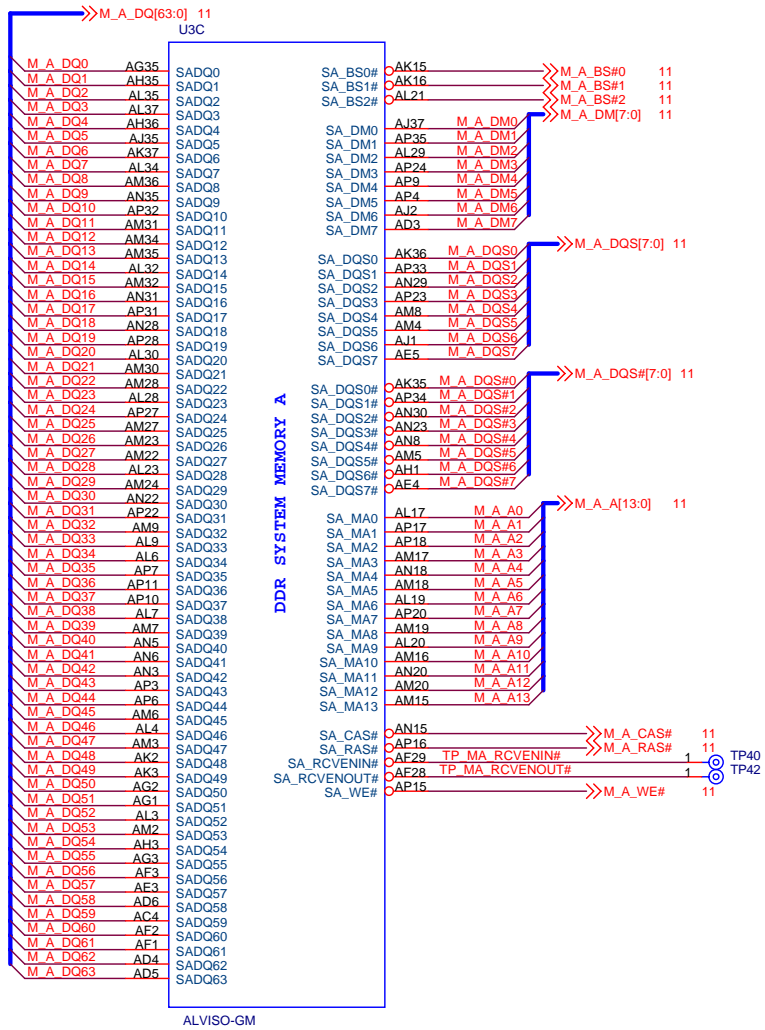 M_A_DQ[63:0] 11
U3C
M_A_DQ0 AG35 SADQ0 SA_BS0# AK15 M_A_BS#0 11
M_A_DQ1 AH35 SADQ1 SA_BS1# AK16 M_A_BS#1 11
M_A_DQ2 AL35 SADQ2 SA_BS2# AL21 M_A_BS#2 11
M_A_DQ3 AL37 SADQ3 M_A_DM[7:0] 11
M_A_DQ4 AH36 SADQ4 SA_DM0 AJ37 M_A_DM0
M_A_DQ5 AJ35 SADQ5 SA_DM1 AP35 M_A_DM1
M_A_DQ6 AK37 SADQ6 SA_DM2 AL29 M_A_DM2
M_A_DQ7 AL34 SADQ7 SA_DM3 AP24 M_A_DM3
M_A_DQ8 AM36 SADQ8 SA_DM4 AP9 M_A_DM4
M_A_DQ9 AN35 SADQ9 SA_DM5 AP4 M_A_DM5
M_A_DQ10 AP32 SADQ10 SA_DM6 AJ2 M_A_DM6
M_A_DQ11 AM31 SADQ11 SA_DM7 AD3 M_A_DM7
M_A_DQ12 AM34 SADQ12 M_A_DQS[7:0] 11
M_A_DQ13 AM35 SADQ13 SA_DQS0 AK36 M_A_DQS0
M_A_DQ14 AL32 SADQ14 SA_DQS1 AP33 M_A_DQS1
M_A_DQ15 AM32 SADQ15 SA_DQS2 AN29 M_A_DQS2
M_A_DQ16 AN31 SADQ16 SA_DQS3 AP23 M_A_DQS3
M_A_DQ17 AP31 SADQ17 SA_DQS4 AM8 M_A_DQS4
M_A_DQ18 AN28 SADQ18 SA_DQS5 AM4 M_A_DQS5
M_A_DQ19 AP28 SADQ19 SA_DQS6 AJ1 M_A_DQS6
M_A_DQ20 AL30 SADQ20 SA_DQS7 AE5 M_A_DQS7
M_A_DQ21 AM30 SADQ21 M_A_DQS#[7:0] 11
M_A_DQ22 AM28 SADQ22 SA_DQS0# AK35 M_A_DQS#0
M_A_DQ23 AL28 SADQ23 SA_DQS1# AP34 M_A_DQS#1
M_A_DQ24 AP27 SADQ24 SA_DQS2# AN30 M_A_DQS#2
M_A_DQ25 AM27 SADQ25 SA_DQS3# AN23 M_A_DQS#3
M_A_DQ26 AM23 SADQ26 SA_DQS4# AN8 M_A_DQS#4
M_A_DQ27 AM22 SADQ27 SA_DQS5# AM5 M_A_DQS#5
M_A_DQ28 AL23 SADQ28 SA_DQS6# AH1 M_A_DQS#6
M_A_DQ29 AM24 SADQ29 SA_DQS7# AE4 M_A_DQS#7
M_A_DQ30 AN22 SADQ30 M_A_A[13:0] 11
M_A_DQ31 AP22 SADQ31 SA_MA0 AL17 M_A_A0
M_A_DQ32 AM9 SADQ32 SA_MA1 AP17 M_A_A1
M_A_DQ33 AL9 SADQ33 SA_MA2 AP18 M_A_A2
M_A_DQ34 AL6 SADQ34 SA_MA3 AM17 M_A_A3
M_A_DQ35 AP7 SADQ35 SA_MA4 AN18 M_A_A4
M_A_DQ36 AP11 SADQ36 SA_MA5 AM18 M_A_A5
M_A_DQ37 AP10 SADQ37 SA_MA6 AL19 M_A_A6
M_A_DQ38 AL7 SADQ38 SA_MA7 AP20 M_A_A7
M_A_DQ39 AM7 SADQ39 SA_MA8 AM19 M_A_A8
M_A_DQ40 AN5 SADQ40 SA_MA9 AL20 M_A_A9
M_A_DQ41 AN6 SADQ41 SA_MA10 AM16 M_A_A10
M_A_DQ42 AN3 SADQ42 SA_MA11 AN20 M_A_A11
M_A_DQ43 AP3 SADQ43 SA_MA12 AM20 M_A_A12
M_A_DQ44 AP6 SADQ44 SA_MA13 AM15 M_A_A13
M_A_DQ45 AM6 SADQ45
M_A_DQ46 AL4 SADQ46 SA_CAS# AN15 M_A_CAS# 11
M_A_DQ47 AM3 SADQ47 SA_RAS# AP16 M_A_RAS# 11
M_A_DQ48 AK2 SADQ48 SA_RCVENIN# AF29 TP_MA_RCVENIN# 1 TP40
M_A_DQ49 AK3 SADQ49 SA_RCVENOUT# AF28 TP_MA_RCVENOUT# 1 TP42
M_A_DQ50 AG2 SADQ50 SA_WE# AP15 M_A_WE# 11
M_A_DQ51 AG1 SADQ51
M_A_DQ52 AL3 SADQ52
M_A_DQ53 AM2 SADQ53
M_A_DQ54 AH3 SADQ54
M_A_DQ55 AG3 SADQ55
M_A_DQ56 AF3 SADQ56
M_A_DQ57 AE3 SADQ57
M_A_DQ58 AD6 SADQ58
M_A_DQ59 AC4 SADQ59
M_A_DQ60 AF2 SADQ60
M_A_DQ61 AF1 SADQ61
M_A_DQ62 AD4 SADQ62
M_A_DQ63 AD5 SADQ63
DDR SYSTEM MEMORY A
ALVISO-GM